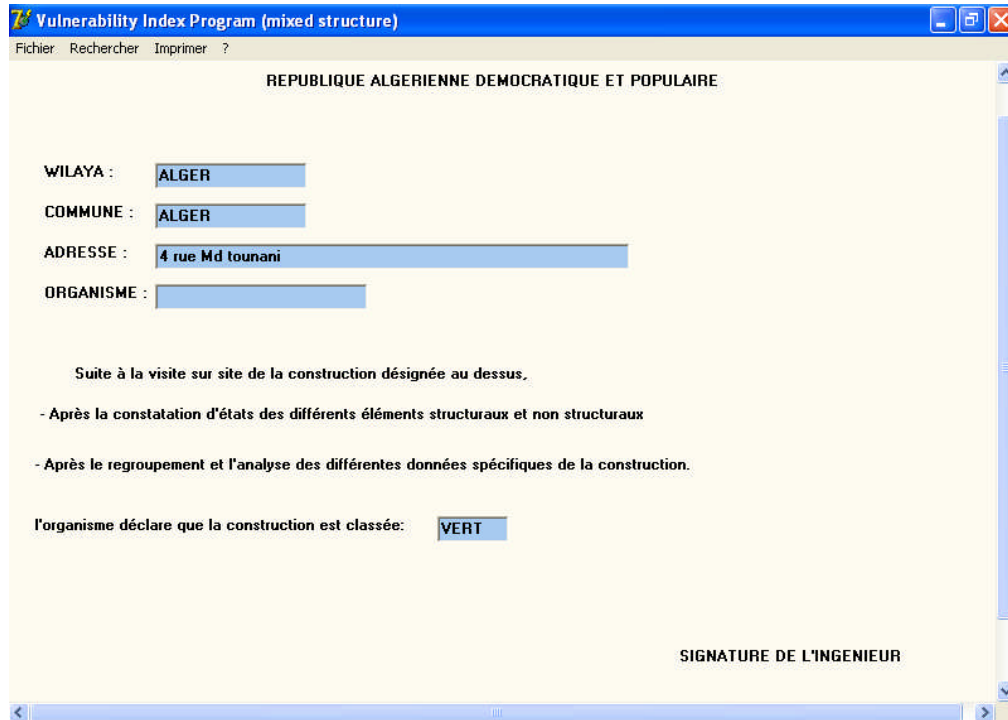 Vulnerability Index Program (mixed structure)
Fichier Rechercher Imprimer ?
REPUBLIQUE ALGERIENNE DEMOCRATIQUE ET POPULAIRE
WILAYA : ALGER
COMMUNE : ALGER
ADRESSE : 4 rue Md tounani
ORGANISME :
Suite à la visite sur site de la construction désignée au dessus,
- Après la constatation d'états des différents éléments structuraux et non structuraux
- Après le regroupement et l'analyse des différentes données spécifiques de la construction.
l'organisme déclare que la construction est classée: VERT
SIGNATURE DE L'INGENIEUR